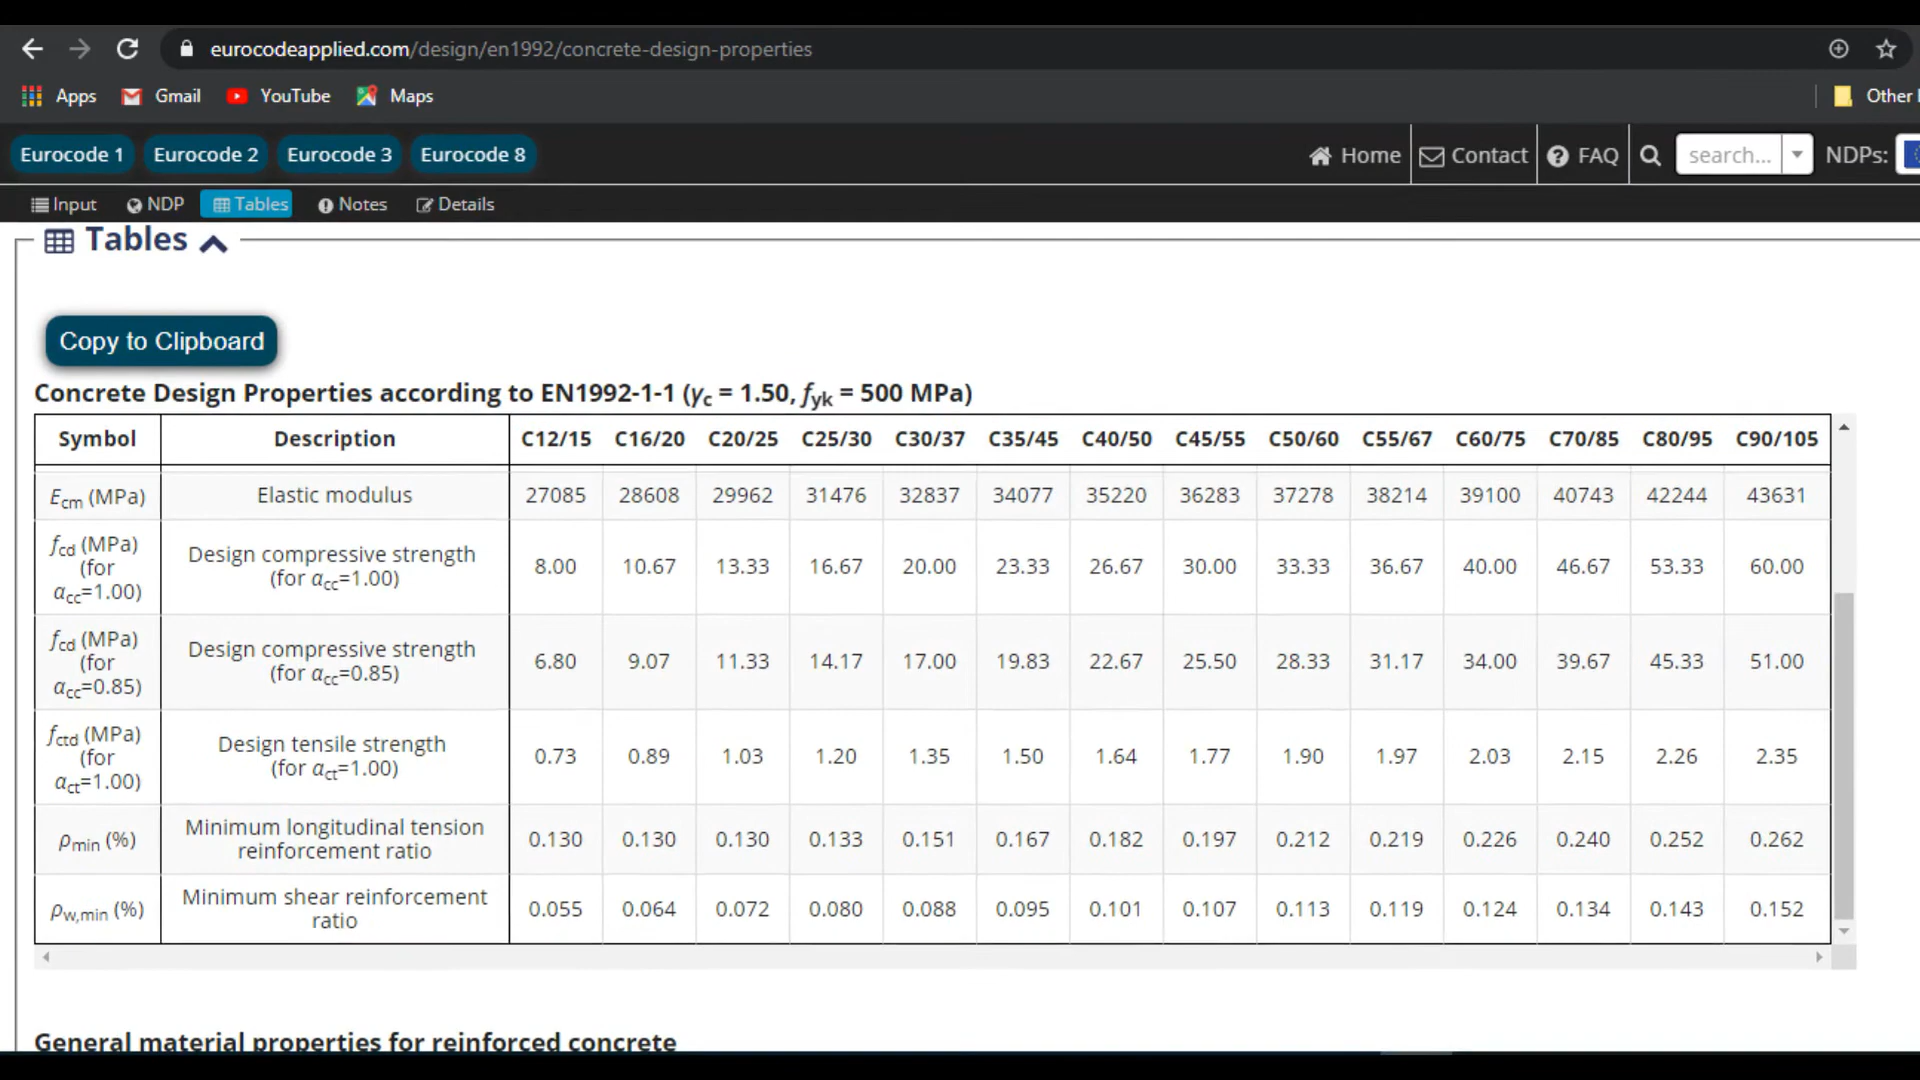 eurocodeapplied.com/design/en1992/concrete-design-properties
Apps Gmail YouTube Maps Other
Eurocode 1 Eurocode 2 Eurocode 3 Eurocode 8 Home Contact FAQ search... NDPs:
Input NDP Tables Notes Details
Tables
Copy to Clipboard
Concrete Design Properties according to EN1992-1-1 (γc = 1.50, fyk = 500 MPa)
Symbol Description C12/15 C16/20 C20/25 C25/30 C30/37 C35/45 C40/50 C45/55 C50/60 C55/67 C60/75 C70/85 C80/95 C90/105
Ecm (MPa) Elastic modulus 27085 28608 29962 31476 32837 34077 35220 36283 37278 38214 39100 40743 42244 43631
fcd (MPa)
(for
αcc=1.00)
Design compressive strength
(for αcc=1.00)
8.00 10.67 13.33 16.67 20.00 23.33 26.67 30.00 33.33 36.67 40.00 46.67 53.33 60.00
fcd (MPa)
(for
αcc=0.85)
Design compressive strength
(for αcc=0.85)
6.80 9.07 11.33 14.17 17.00 19.83 22.67 25.50 28.33 31.17 34.00 39.67 45.33 51.00
fctd (MPa)
(for
αct=1.00)
Design tensile strength
(for αct=1.00)
0.73 0.89 1.03 1.20 1.35 1.50 1.64 1.77 1.90 1.97 2.03 2.15 2.26 2.35
ρmin (%)
Minimum longitudinal tension
reinforcement ratio
0.130 0.130 0.130 0.133 0.151 0.167 0.182 0.197 0.212 0.219 0.226 0.240 0.252 0.262
ρw,min (%)
Minimum shear reinforcement
ratio
0.055 0.064 0.072 0.080 0.088 0.095 0.101 0.107 0.113 0.119 0.124 0.134 0.143 0.152
General material properties for reinforced concrete